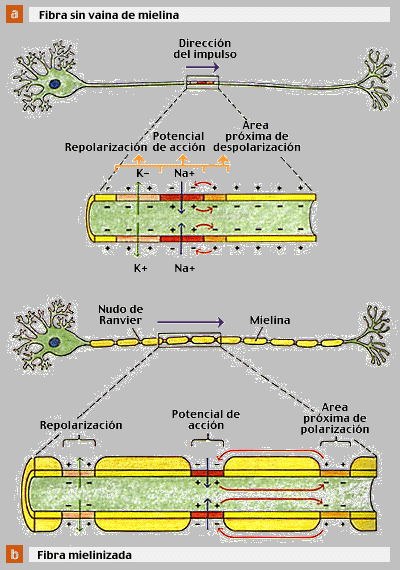 a Fibra sin vaina de mielina
Dirección
del impulso
Área
Potencial próxima de
Repolarización de acción despolarización
K- Na+
K+ Na+
Nudo de
Ranvier Mielina
Area
Potencial de próxima de
Repolarización acción polarización
b Fibra mielinizada